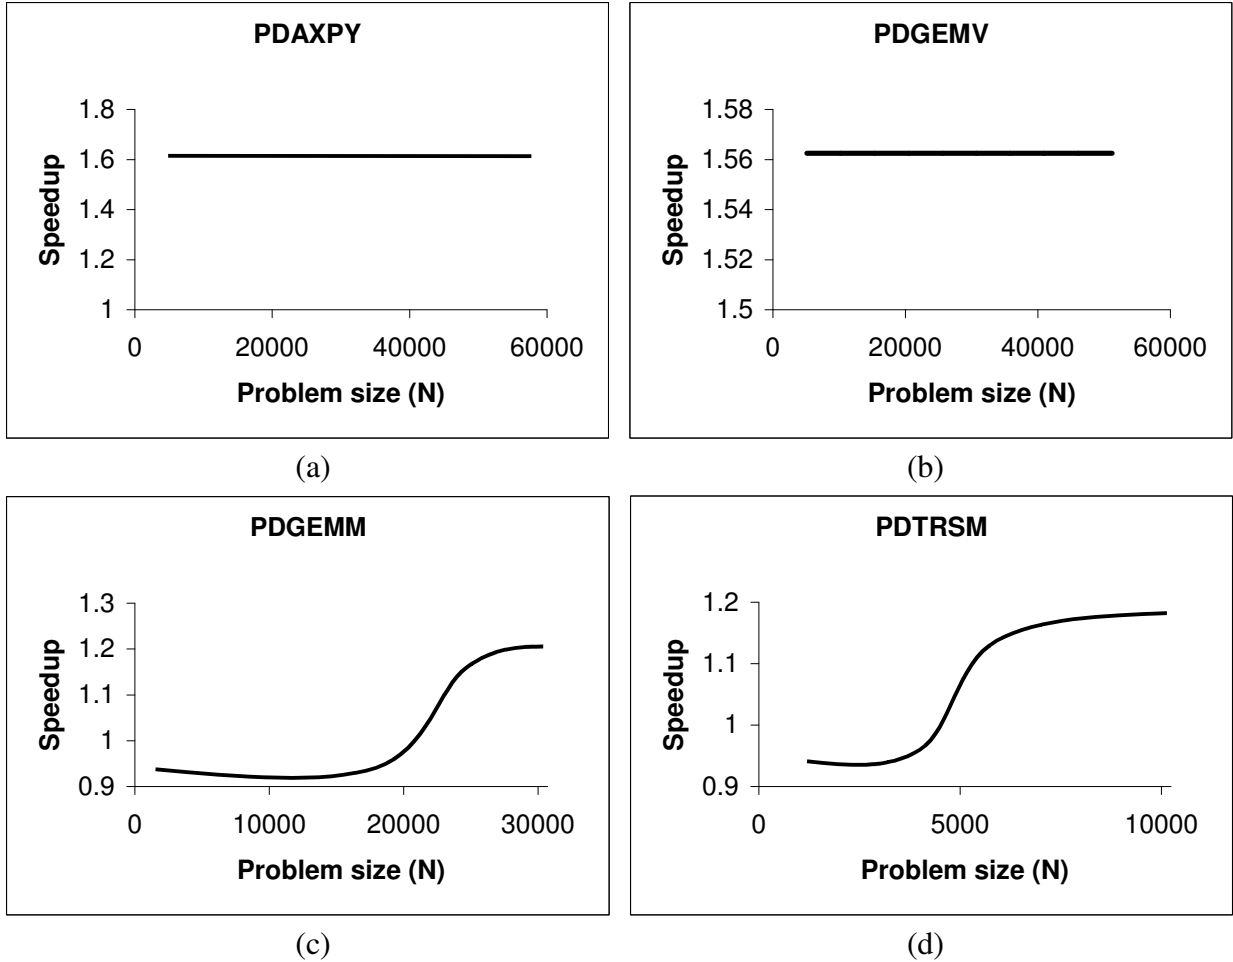 PDAXPY
1.8
1.6
1.4
1.2
1
Speedup
0 20000 40000 60000
Problem size (N)
(a)
PDGEMV
1.58
1.56
1.54
1.52
1.5
Speedup
0 20000 40000 60000
Problem size (N)
(b)
PDGEMM
1.3
1.2
1.1
1
0.9
Speedup
0 10000 20000 30000
Problem size (N)
(c)
PDTRSM
1.2
1.1
1
0.9
Speedup
0 5000 10000
Problem size (N)
(d)